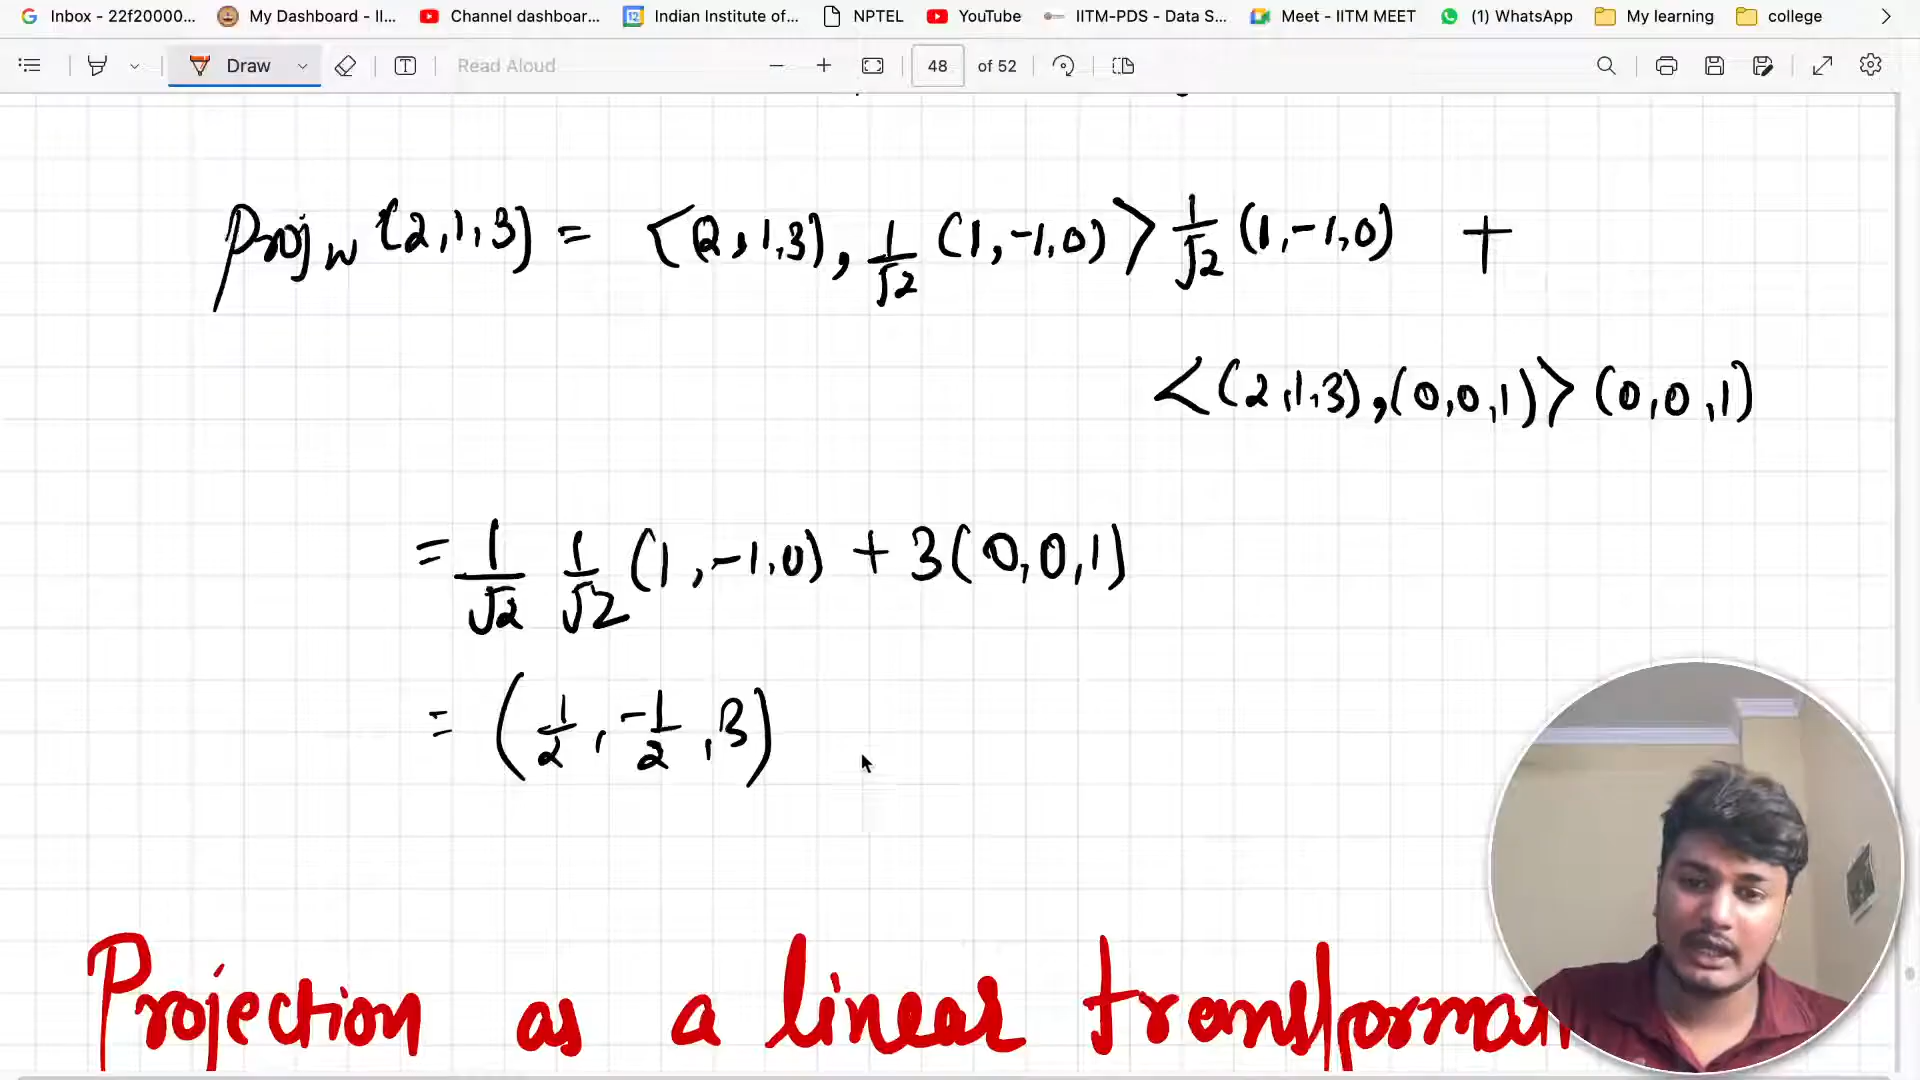 Inbox - 22f20000... My Dashboard - II... Channel dashboar... Indian Institute of... NPTEL YouTube IITM-PDS - Data S... Meet - IITM MEET (1) WhatsApp My learning college
Draw Read Aloud 48 of 52
Proj_W (2,1,3) = <(2,1,3), 1/√2 (1,-1,0)> 1/√2 (1,-1,0) +
<(2,1,3),(0,0,1)> (0,0,1)
= 1/√2 1/√2 (1,-1,0) + 3(0,0,1)
= (1/2, -1/2, 3)
Projection as a linear